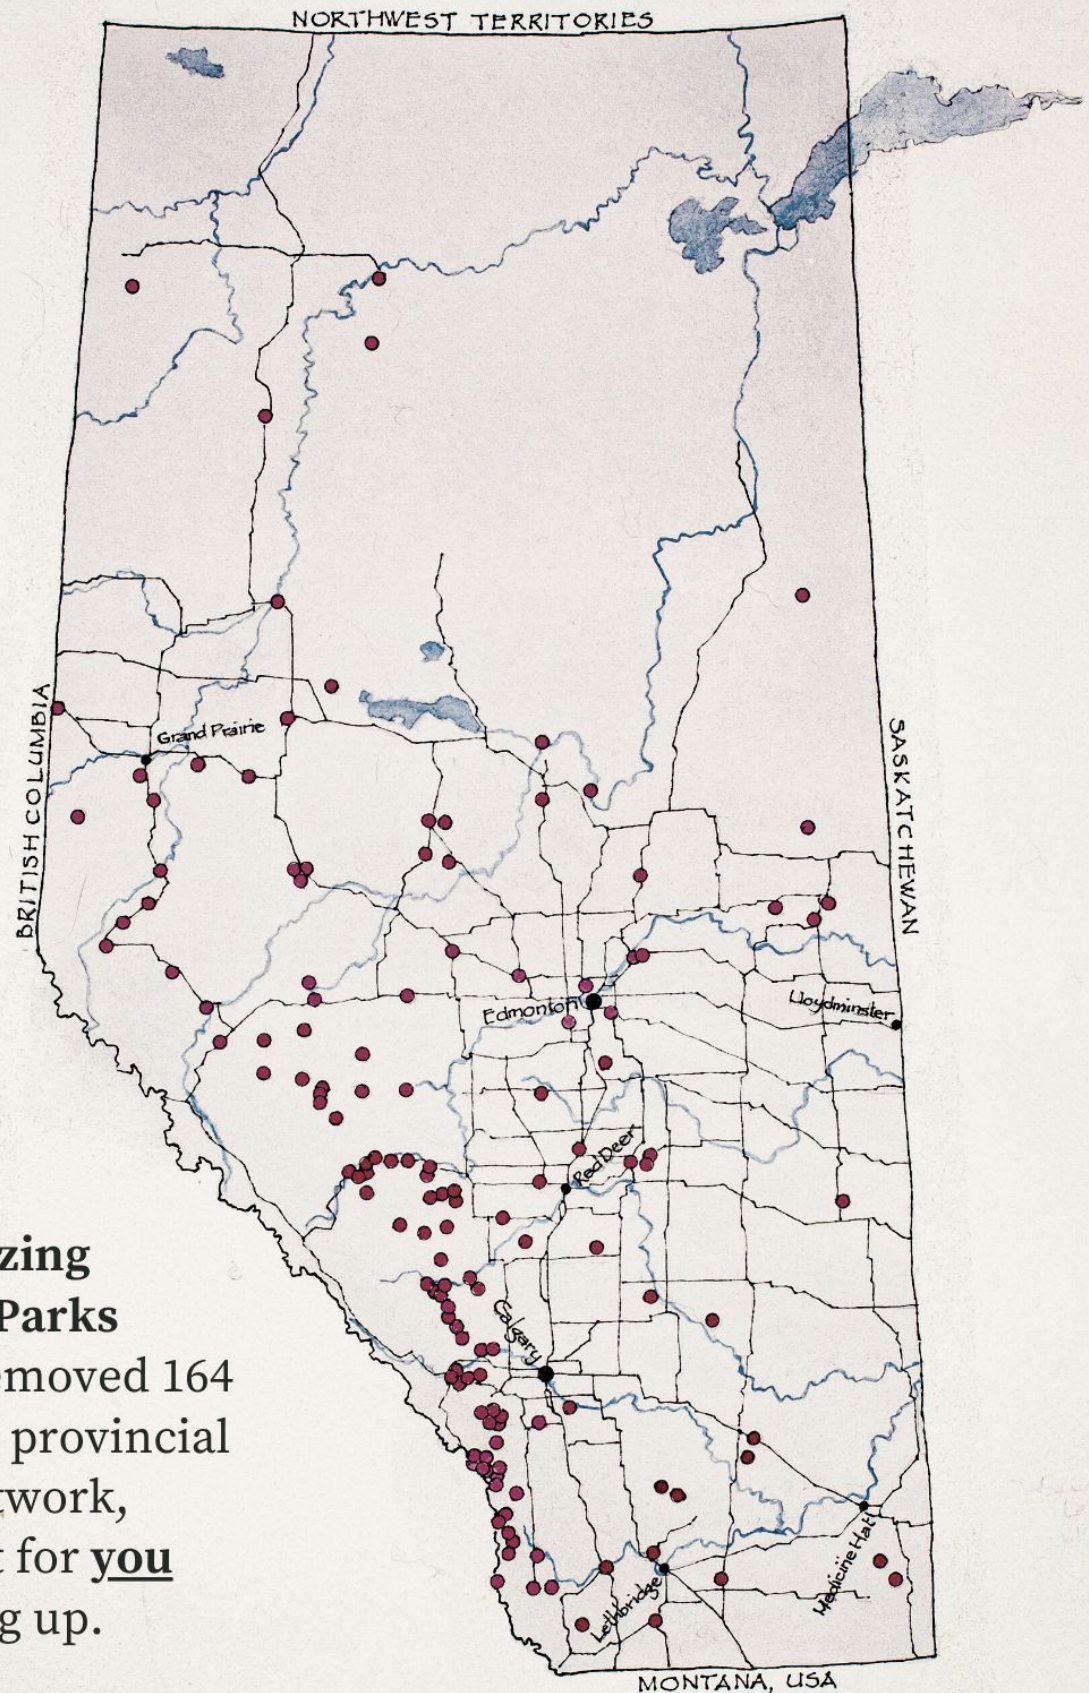 NORTHWEST TERRITORIES
BRITISH COLUMBIA
Grand Prairie
SASKATCHEWAN
Edmonton
Lloydminster
Red Deer
Calgary
Medicine Hat
Lethbridge
MONTANA, USA
zing
Parks
emoved 164
provincial
twork,
t for you
g up.